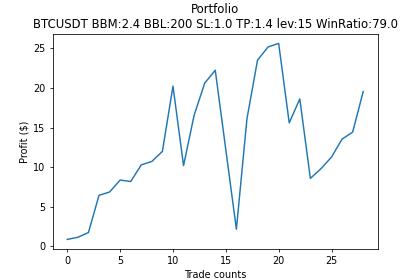 Portfolio
BTCUSDT BBM:2.4 BBL:200 SL:1.0 TP:1.4 lev:15 WinRatio:79.0
25
20
15
10
5
0
Profit ($)
0 5 10 15 20 25
Trade counts